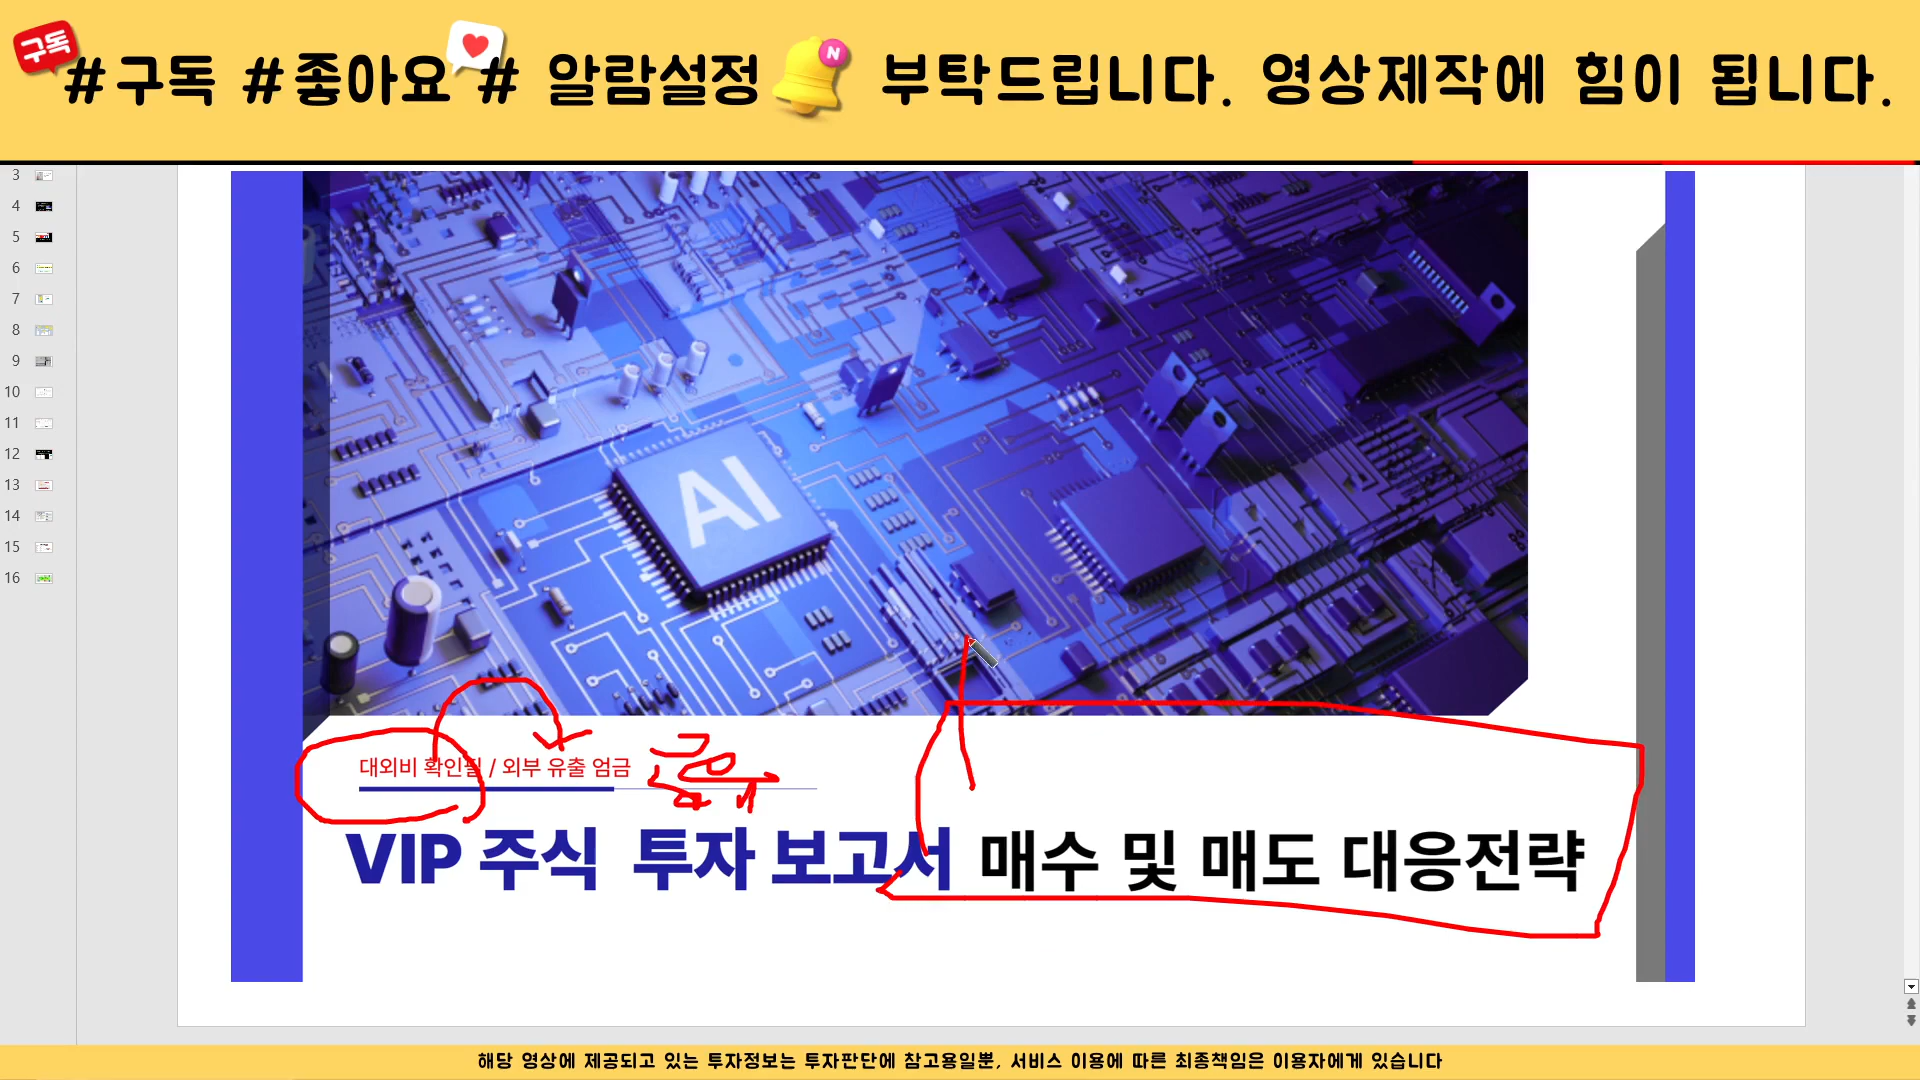 구독
#구독 #좋아요 # 알람설정 N 부탁드립니다. 영상제작에 힘이 됩니다.
3
4
5
6
7
8
9
10
11
12
13
14
15
16
AI
대외비 확인필 / 외부 유출 엄금
VIP 주식 투자 보고서 매수 및 매도 대응전략
해당 영상에 제공되고 있는 투자정보는 투자판단에 참고용일뿐, 서비스 이용에 따른 최종책임은 이용자에게 있습니다